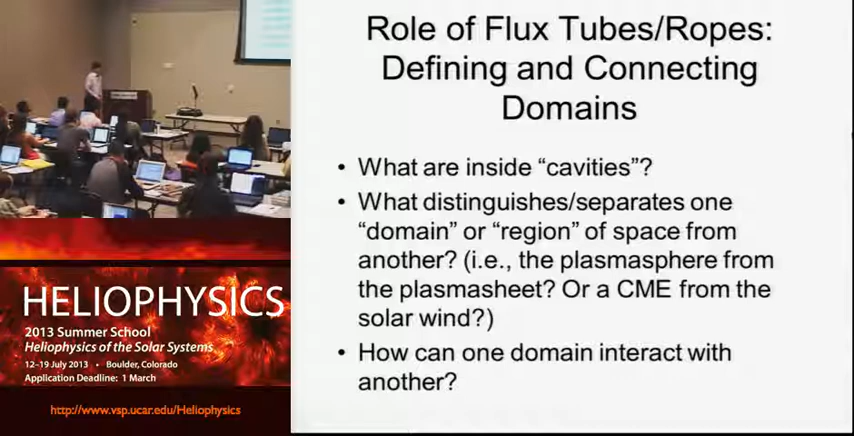 Role of Flux Tubes/Ropes:
Defining and Connecting
Domains
• What are inside “cavities”?
• What distinguishes/separates one
“domain” or “region” of space from
another? (i.e., the plasmasphere from
the plasmasheet? Or a CME from the
solar wind?)
• How can one domain interact with
another?
HELIOPHYSICS
2013 Summer School
Heliophysics of the Solar Systems
12–19 July 2013 • Boulder, Colorado
Application Deadline: 1 March
http://www.vsp.ucar.edu/Heliophysics